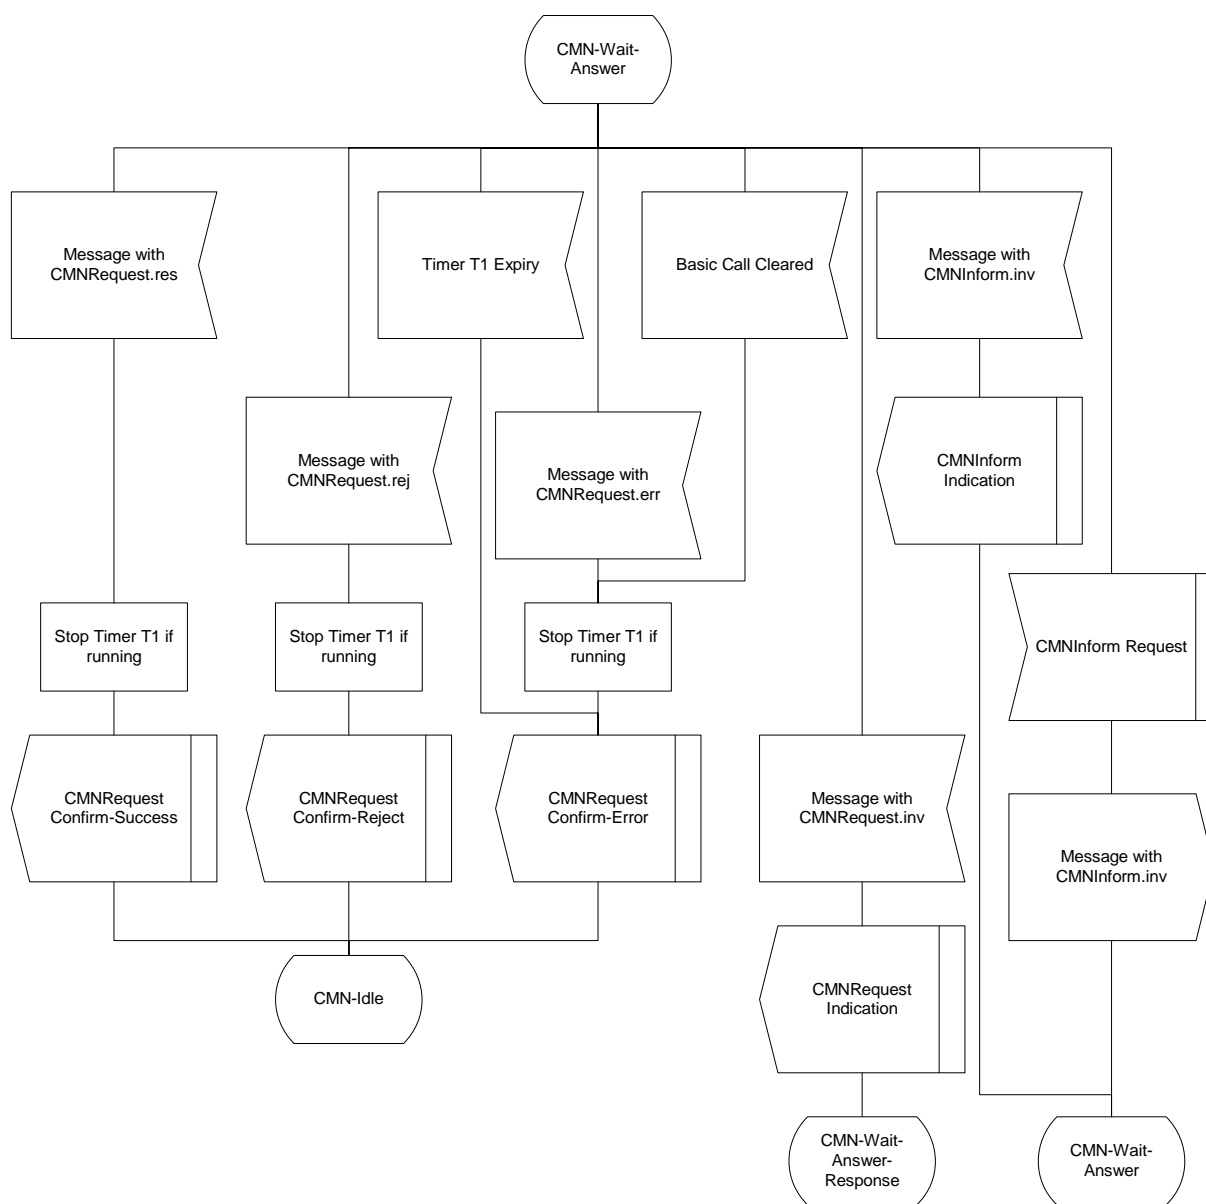 CMN-Wait-
Answer
Message with
CMNRequest.res
Timer T1 Expiry
Basic Call Cleared
Message with
CMNInform.inv
Message with
CMNRequest.rej
Message with
CMNRequest.err
CMNInform
Indication
Stop Timer T1 if
running
Stop Timer T1 if
running
Stop Timer T1 if
running
CMNInform Request
CMNRequest
Confirm-Success
CMNRequest
Confirm-Reject
CMNRequest
Confirm-Error
Message with
CMNRequest.inv
Message with
CMNInform.inv
CMN-Idle
CMNRequest
Indication
CMN-Wait-
Answer-
Response
CMN-Wait-
Answer